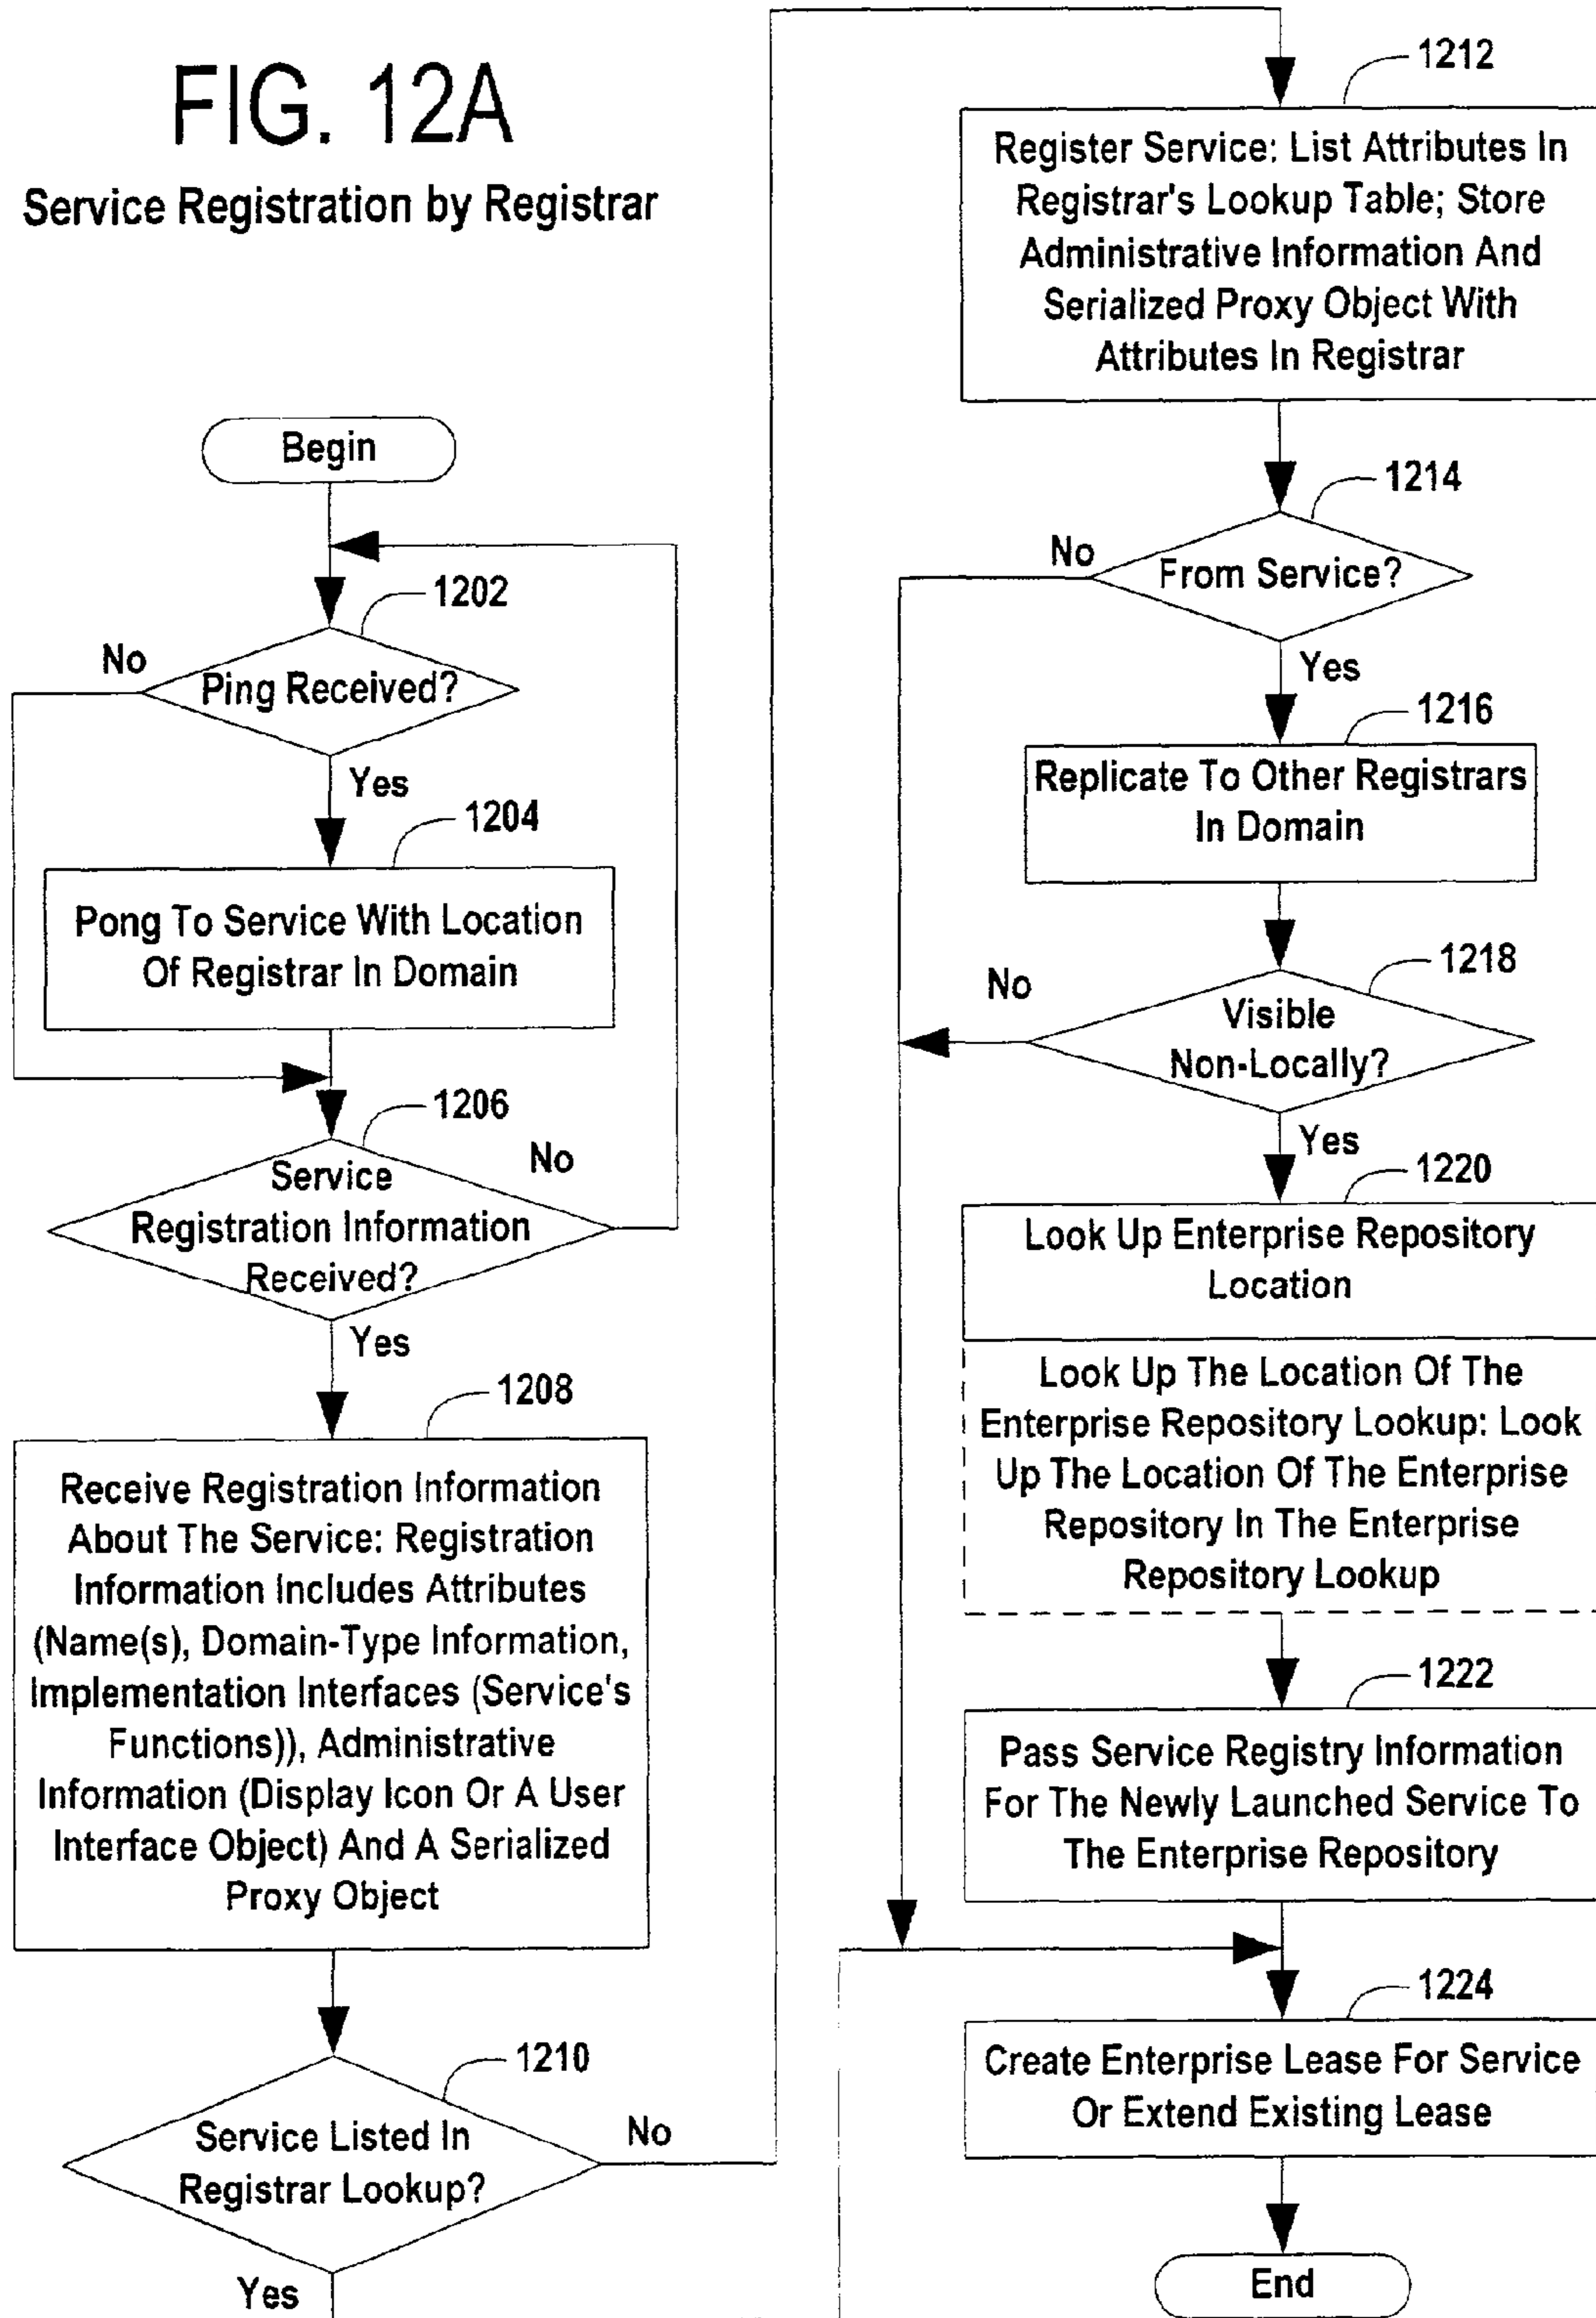 FIG. 12A
Service Registration by Registrar
Begin
1202
No
Ping Received?
Yes
1204
Pong To Service With Location
Of Registrar In Domain
1206
Service
Registration Information
Received?
No
Yes
1208
Receive Registration Information
About The Service: Registration
Information Includes Attributes
(Name(s), Domain-Type Information,
Implementation Interfaces (Service's
Functions)), Administrative
Information (Display Icon Or A User
Interface Object) And A Serialized
Proxy Object
1210
Service Listed In
Registrar Lookup?
No
Yes
1212
Register Service: List Attributes In
Registrar's Lookup Table; Store
Administrative Information And
Serialized Proxy Object With
Attributes In Registrar
1214
No
From Service?
Yes
1216
Replicate To Other Registrars
In Domain
1218
No
Visible
Non-Locally?
Yes
1220
Look Up Enterprise Repository
Location
Look Up The Location Of The
Enterprise Repository Lookup: Look
Up The Location Of The Enterprise
Repository In The Enterprise
Repository Lookup
1222
Pass Service Registry Information
For The Newly Launched Service To
The Enterprise Repository
1224
Create Enterprise Lease For Service
Or Extend Existing Lease
End